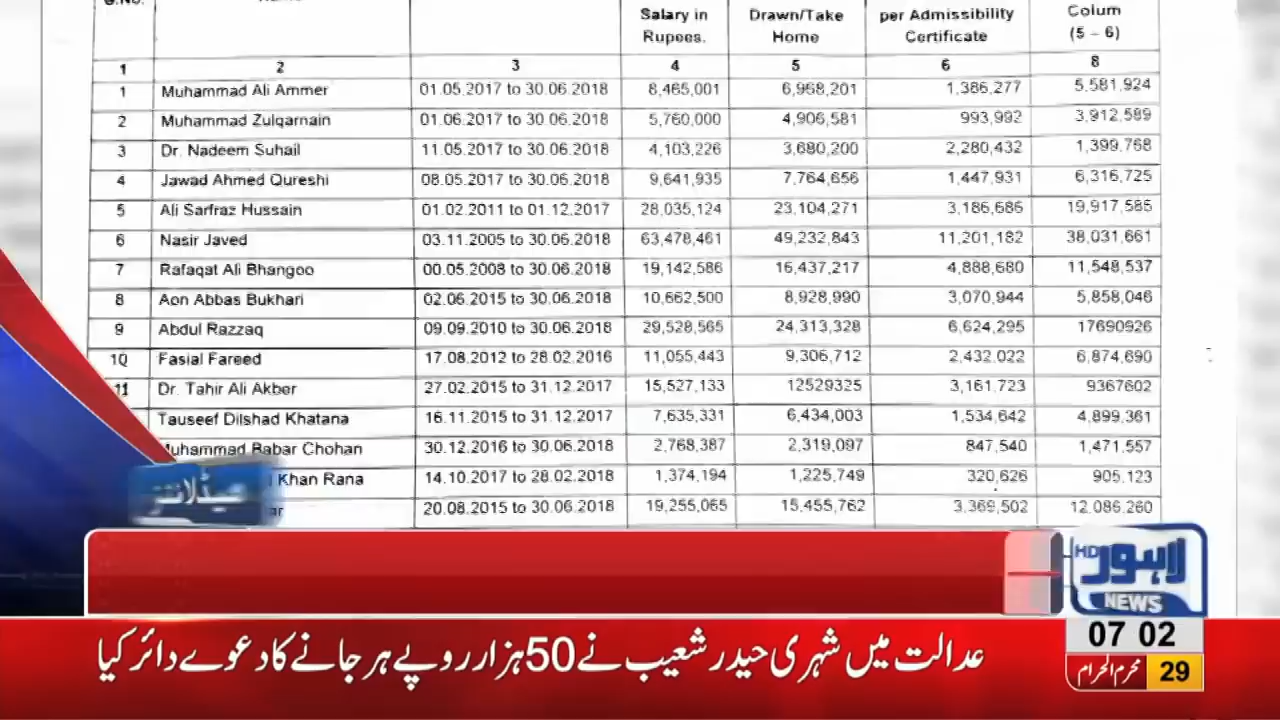 Salary in Drawn/Take per Admissibility Colum
Rupees. Home Certificate (5 – 6)
1 2 3 4 5 6 8
1 Muhammad Ali Ammer 01.05.2017 to 30.06.2018 8,465,001 6,968,201 1,386,277 5,581,924
2 Muhammad Zulqarnain 01.06.2017 to 30.06.2018 5,760,000 4,906,581 993,992 3,912,589
3 Dr. Nadeem Suhail 11.05.2017 to 30.06.2018 4,103,226 3,680,200 2,280,432 1,399,768
4 Jawad Ahmed Qureshi 08.05.2017 to 30.06.2018 9,641,935 7,764,656 1,447,931 6,316,725
5 Ali Sarfraz Hussain 01.02.2011 to 01.12.2017 28,035,124 23,104,271 3,186,686 19,917,585
6 Nasir Javed 03.11.2005 to 30.06.2018 63,478,461 49,232,843 11,201,182 38,031,661
7 Rafaqat Ali Bhangoo 00.05.2008 to 30.06.2018 19,142,586 16,437,217 4,888,680 11,548,537
8 Aon Abbas Bukhari 02.06.2015 to 30.06.2018 10,662,500 8,928,990 3,070,944 5,858,046
9 Abdul Razzaq 09.09.2010 to 30.06.2018 29,528,565 24,313,328 6,624,295 17690926
10 Fasial Fareed 17.08.2012 to 28.02.2016 11,055,443 9,306,712 2,432,022 6,874,690
11 Dr. Tahir Ali Akber 27.02.2015 to 31.12.2017 15,527,133 12529325 3,161,723 9367602
Tauseef Dilshad Khatana 16.11.2015 to 31.12.2017 7,635,331 6,434,003 1,534,642 4,899,361
Muhammad Babar Chohan 30.12.2016 to 30.06.2018 2,768,387 2,319,097 847,540 1,471,557
Khan Rana 14.10.2017 to 28.02.2018 1,374,194 1,225,749 320,626 905,123
20.08.2015 to 30.06.2018 19,255,065 15,455,762 3,369,502 12,086,260
ہیڈلائنز
لاہور HD
NEWS
عدالت میں شہری حیدر شعیب نے 50 ہزار روپے ہرجانے کا دعوے دائر کیا
07 02
29 محرم الحرام